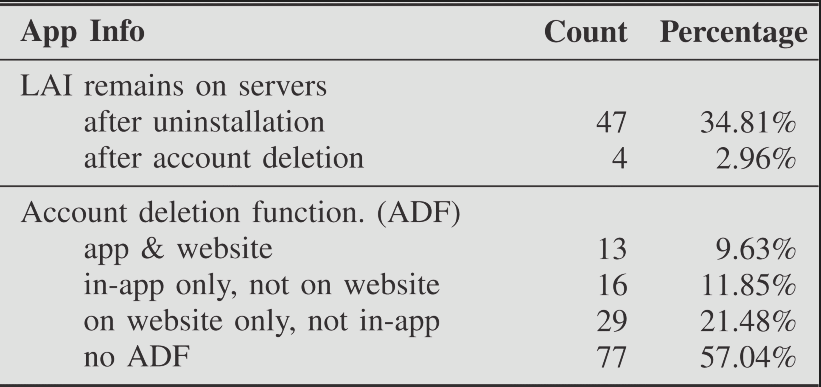 App Info Count Percentage
LAI remains on servers
after uninstallation 47 34.81%
after account deletion 4 2.96%
Account deletion function. (ADF)
app & website 13 9.63%
in-app only, not on website 16 11.85%
on website only, not in-app 29 21.48%
no ADF 77 57.04%